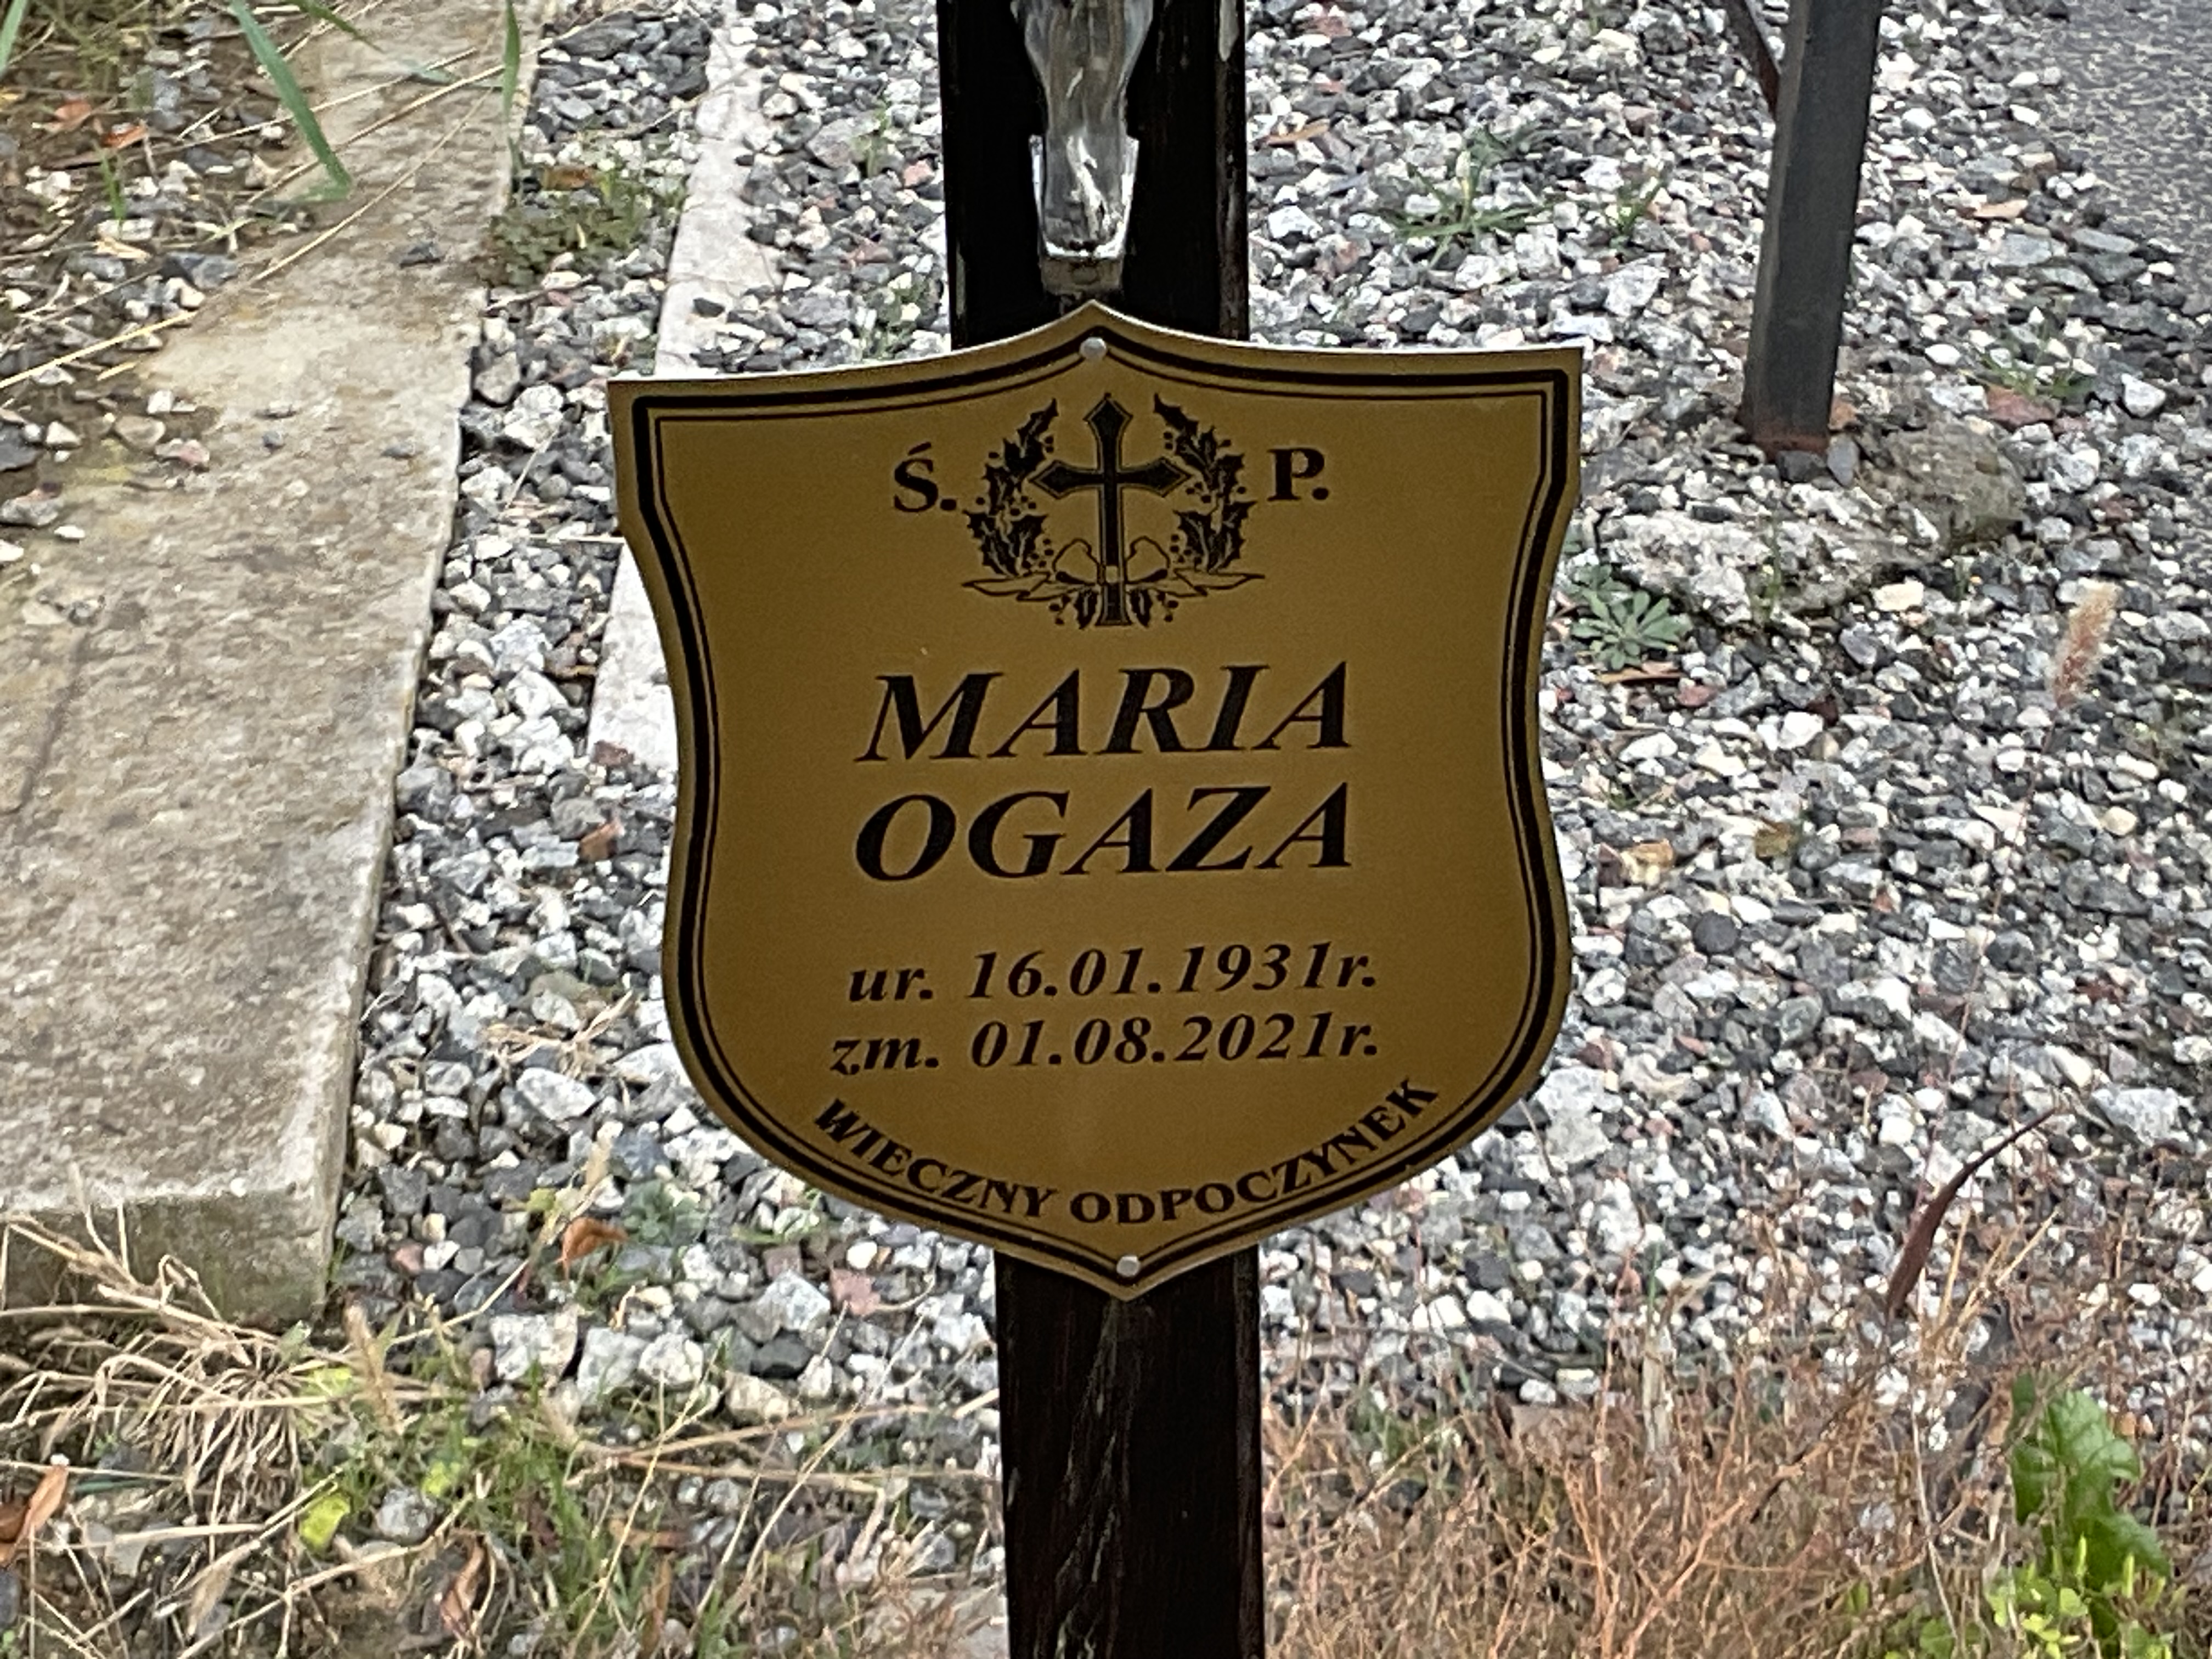 Ś. P.
MARIA
OGAZA
ur. 16.01.1931r.
zm. 01.08.2021r.
WIECZNY ODPOCZYNEK